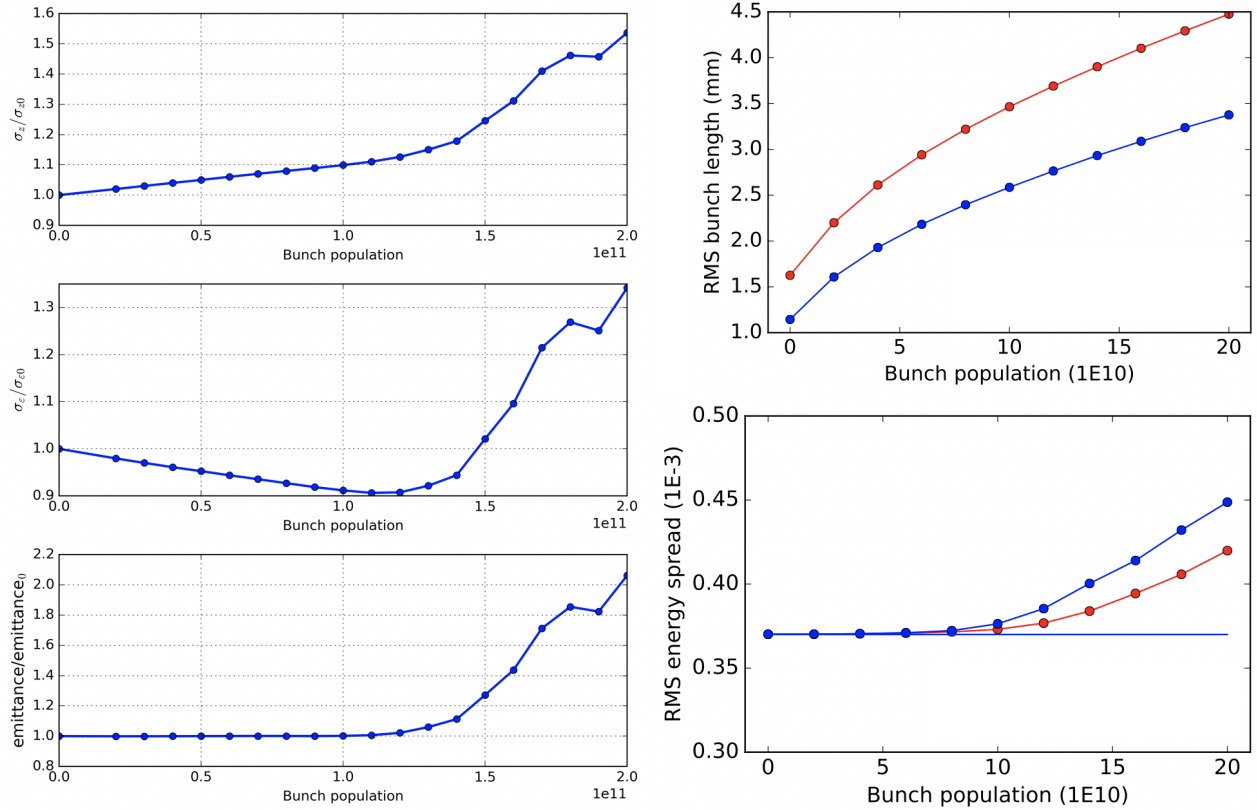 1.6
1.5
1.4
1.3
1.2
1.1
1.0
0.9
σz/σz0
0.0 0.5 1.0 1.5 2.0
Bunch population
1e11
1.3
1.2
1.1
1.0
0.9
σε/σε0
0.0 0.5 1.0 1.5 2.0
Bunch population
1e11
2.2
2.0
1.8
1.6
1.4
1.2
1.0
0.8
emittance/emittance0
0.0 0.5 1.0 1.5 2.0
Bunch population
1e11
4.5
4.0
3.5
3.0
2.5
2.0
1.5
1.0
RMS bunch length (mm)
0 5 10 15 20
Bunch population (1E10)
0.50
0.45
0.40
0.35
0.30
RMS energy spread (1E-3)
0 5 10 15 20
Bunch population (1E10)